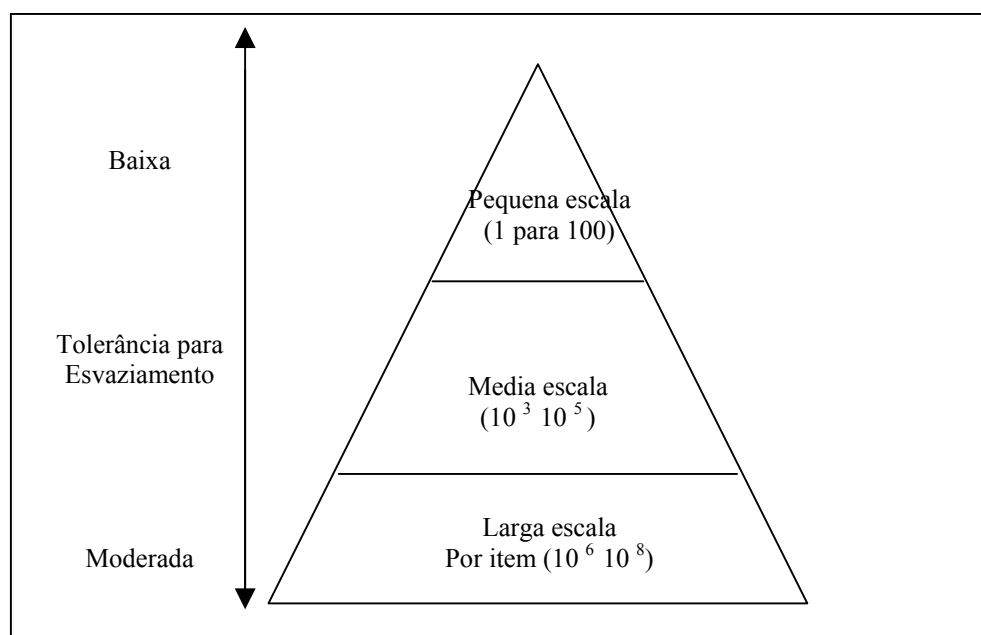 Baixa
Pequena escala
(1 para 100)
Tolerância para
Esvaziamento
Media escala
(10 ³ 10 ⁵ )
Larga escala
Moderada
Por item (10 ⁶ 10 ⁸ )